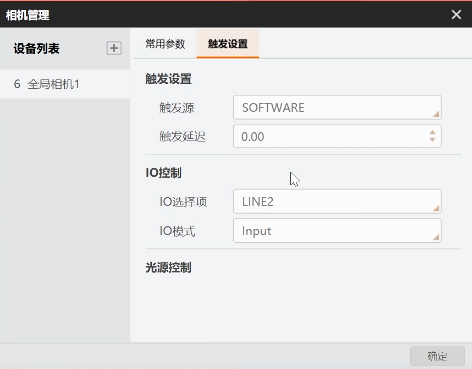 相机管理
设备列表
6 全局相机1
常用参数 触发设置
触发设置
触发源 SOFTWARE
触发延迟 0.00
IO控制
IO选择项 LINE2
IO模式 Input
光源控制
确定